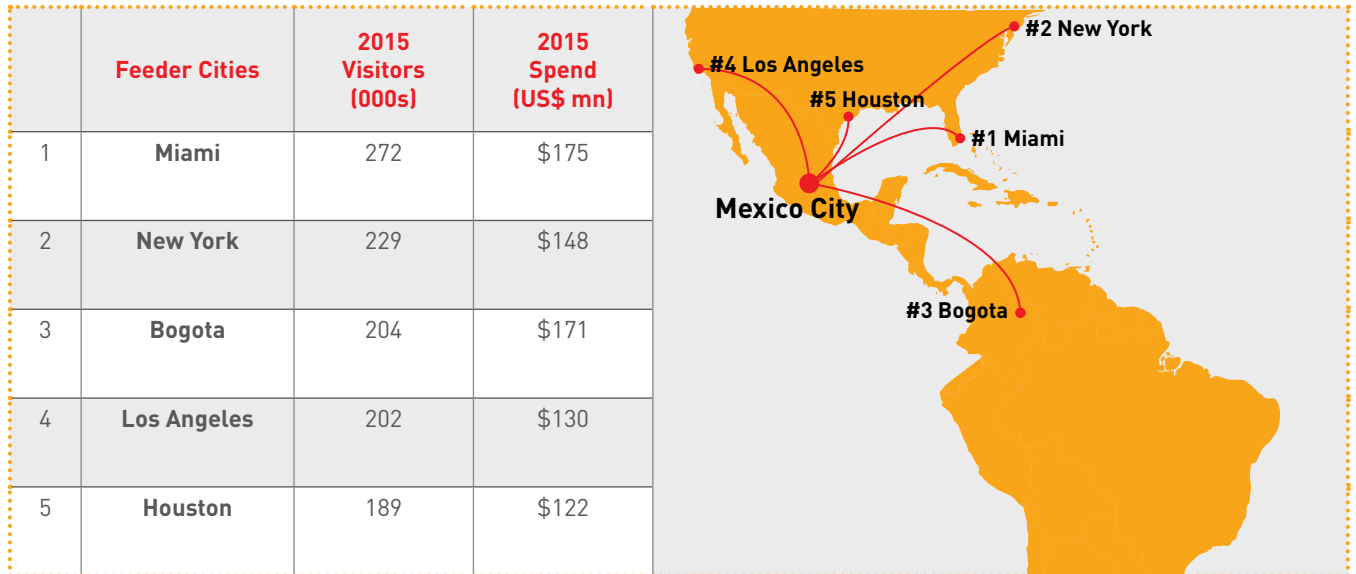 Feeder Cities
2015
Visitors
(000s)
2015
Spend
(US$ mn)
1 Miami 272 $175
2 New York 229 $148
3 Bogota 204 $171
4 Los Angeles 202 $130
5 Houston 189 $122
#2 New York
#4 Los Angeles
#5 Houston
#1 Miami
Mexico City
#3 Bogota